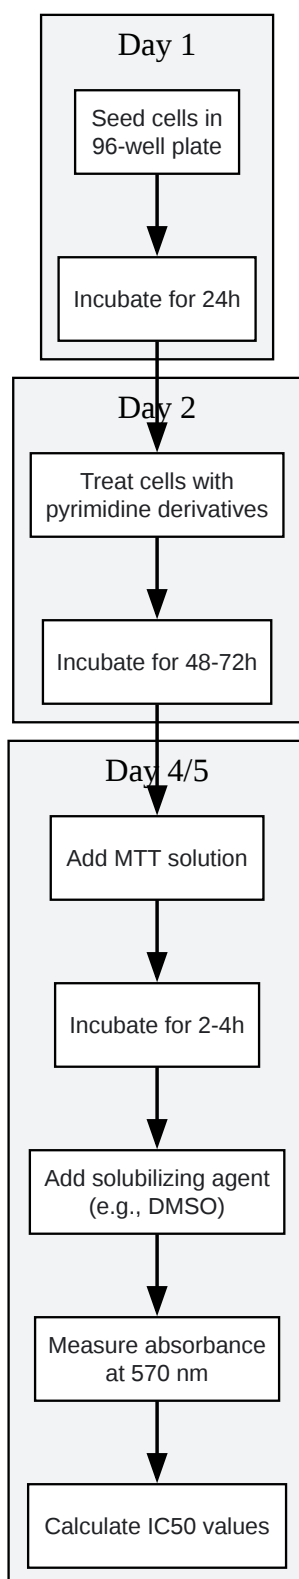 Day 1
Seed cells in
96-well plate
Incubate for 24h
Day 2
Treat cells with
pyrimidine derivatives
Incubate for 48-72h
Day 4/5
Add MTT solution
Incubate for 2-4h
Add solubilizing agent
(e.g., DMSO)
Measure absorbance
at 570 nm
Calculate IC50 values